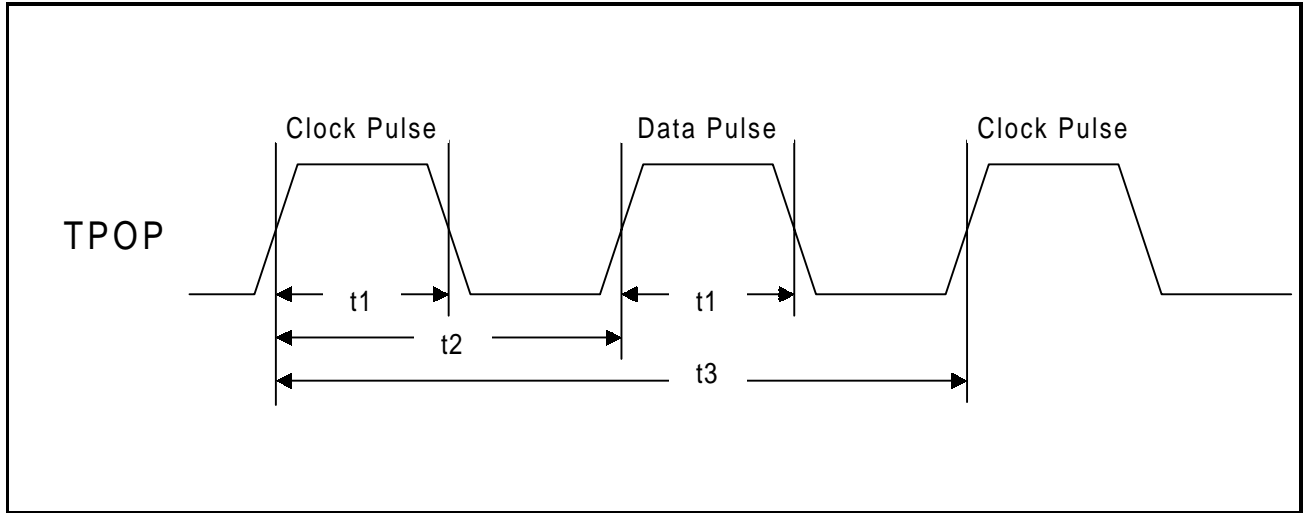 Clock Pulse
Data Pulse
Clock Pulse
TPOP
t1
t1
t2
t3